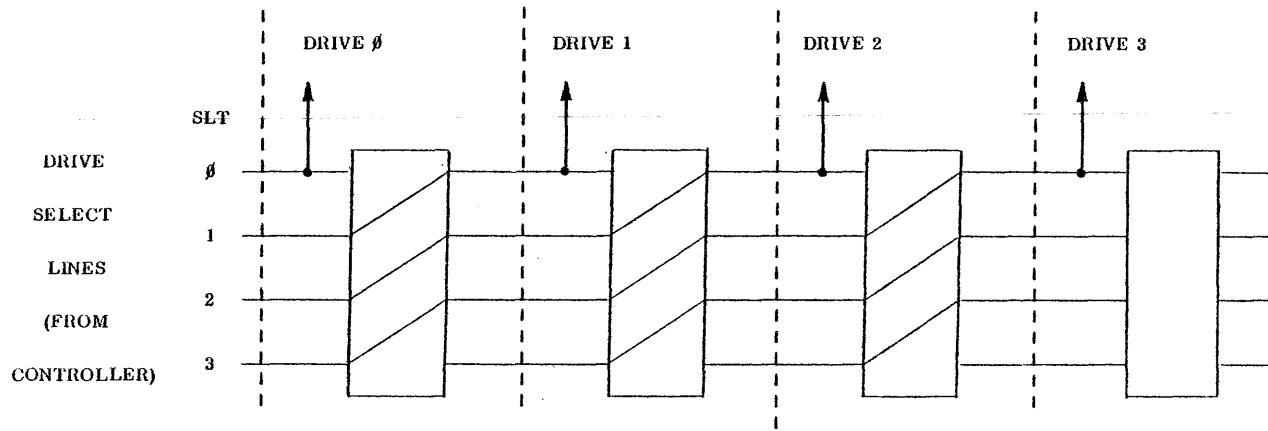 DRIVE Ø
DRIVE 1
DRIVE 2
DRIVE 3
SLT
DRIVE
SELECT
LINES
(FROM
CONTROLLER)
Ø
1
2
3